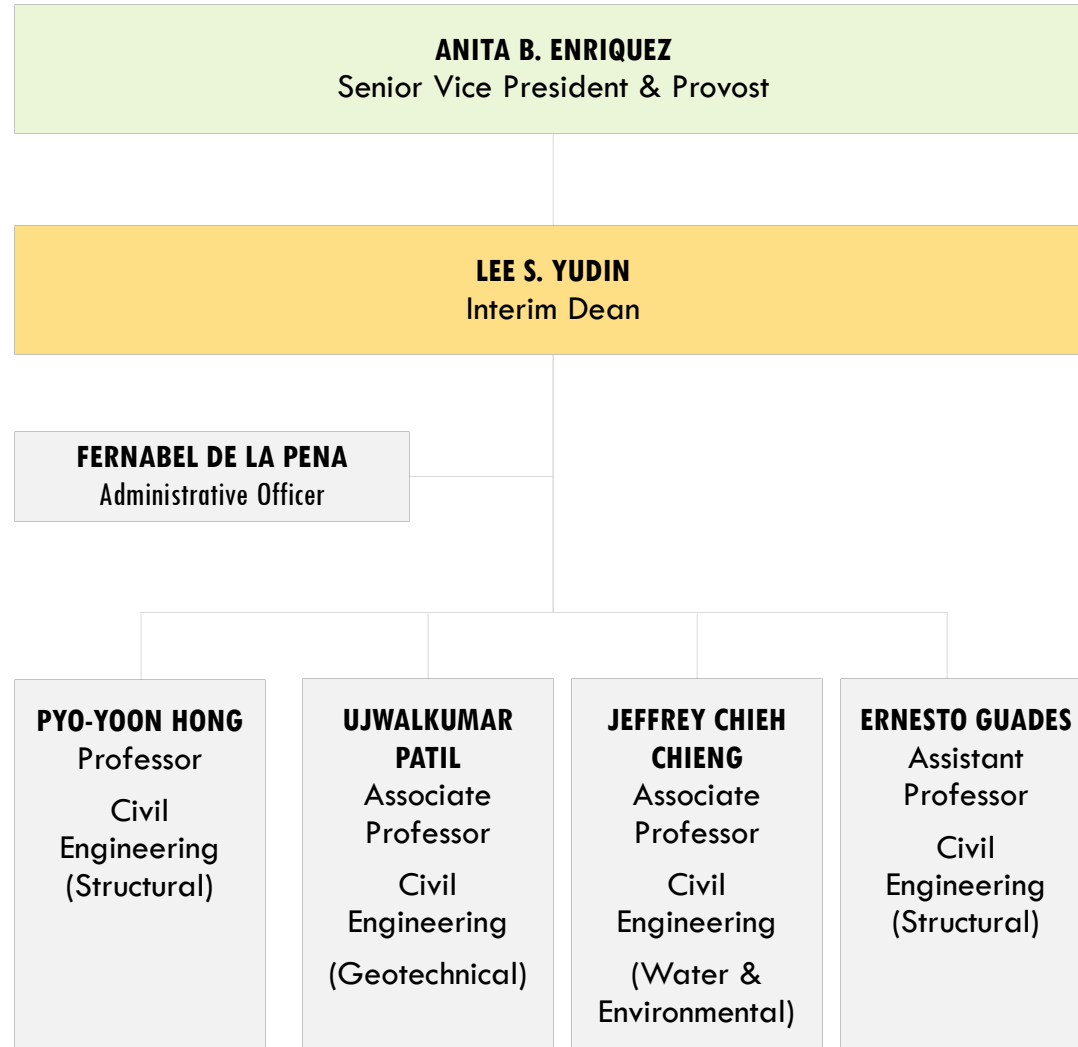 ANITA B. ENRIQUEZ
Senior Vice President & Provost
LEE S. YUDIN
Interim Dean
FERNABEL DE LA PENA
Administrative Officer
PYO-YOON HONG
Professor
Civil
Engineering
(Structural)
UJWALKUMAR
PATIL
Associate
Professor
Civil
Engineering
(Geotechnical)
JEFFREY CHIEH
CHIENG
Associate
Professor
Civil
Engineering
(Water &
Environmental)
ERNESTO GUADES
Assistant
Professor
Civil
Engineering
(Structural)